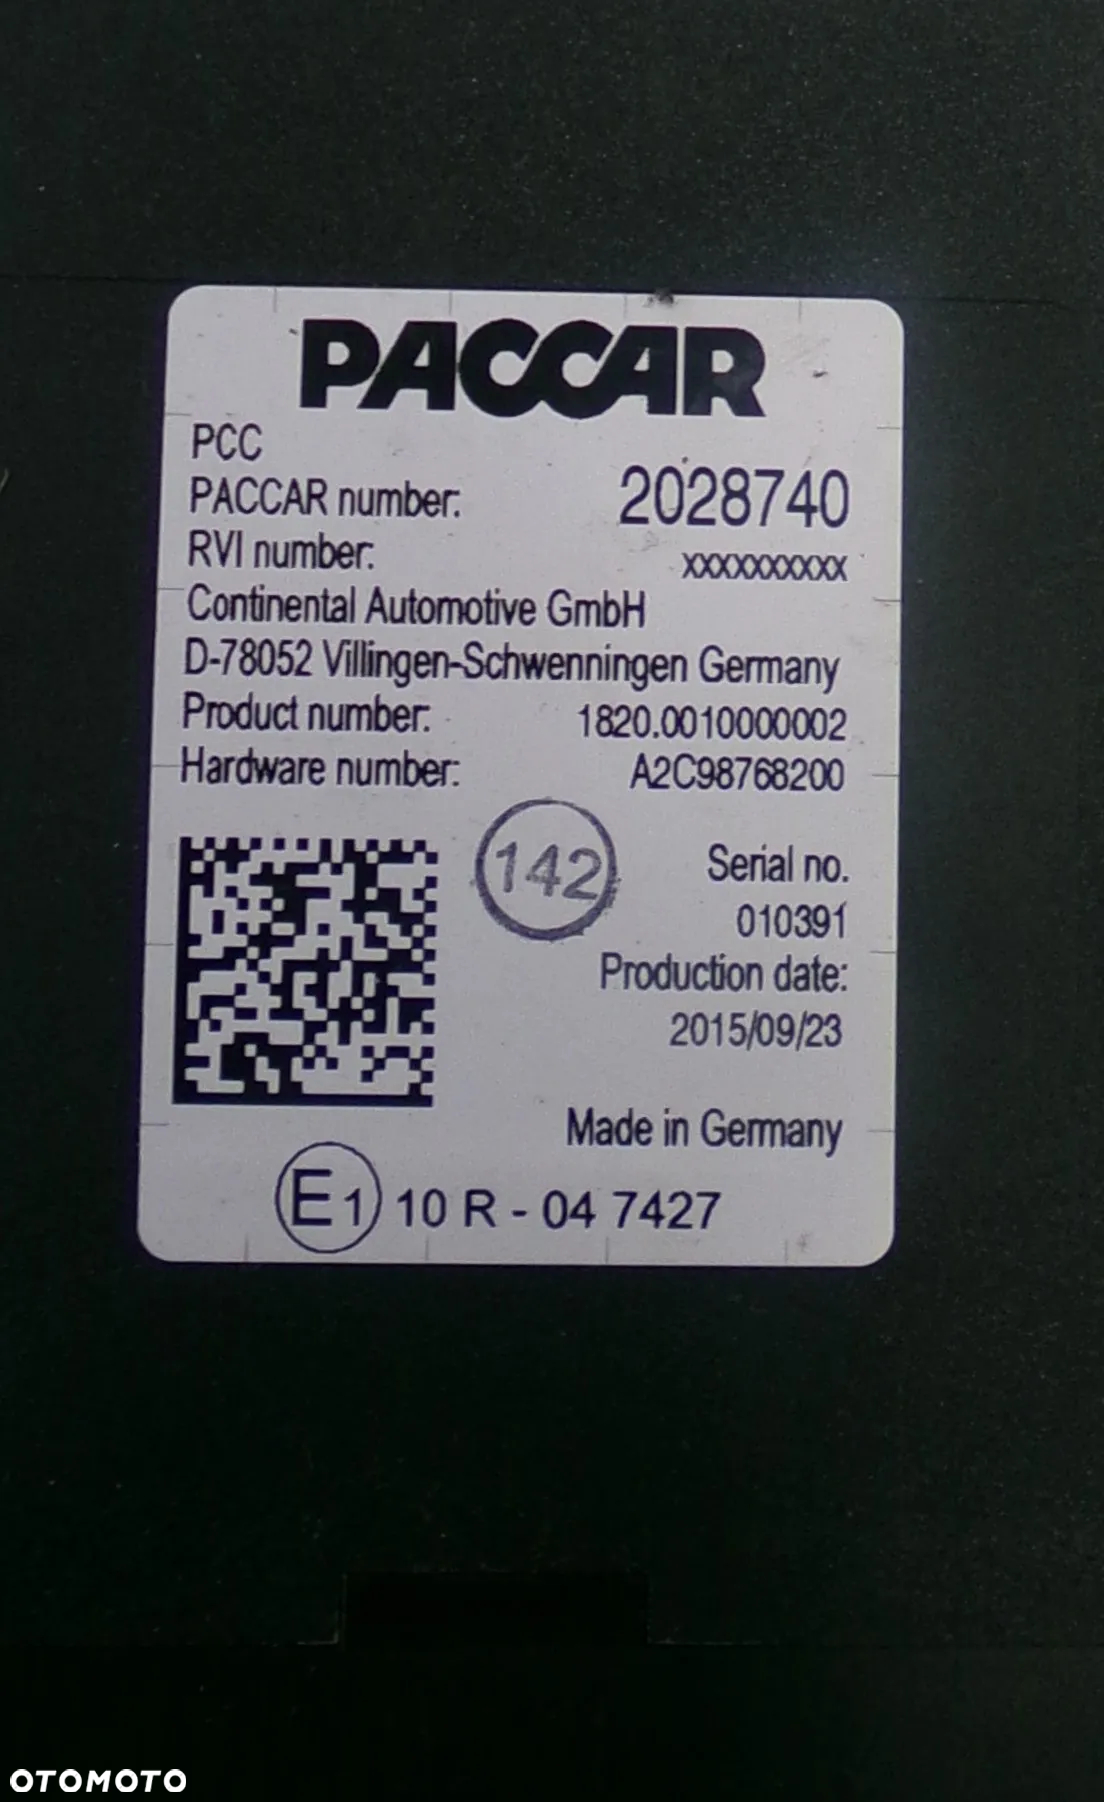 PACCAR
PCC
PACCAR number: 2028740
RVI number: xxxxxxxxxx
Continental Automotive GmbH
D-78052 Villingen-Schwenningen Germany
Product number: 1820.0010000002
Hardware number: A2C98768200
142
Serial no.
010391
Production date:
2015/09/23
Made in Germany
E1 10 R - 04 7427
OTOMOTO